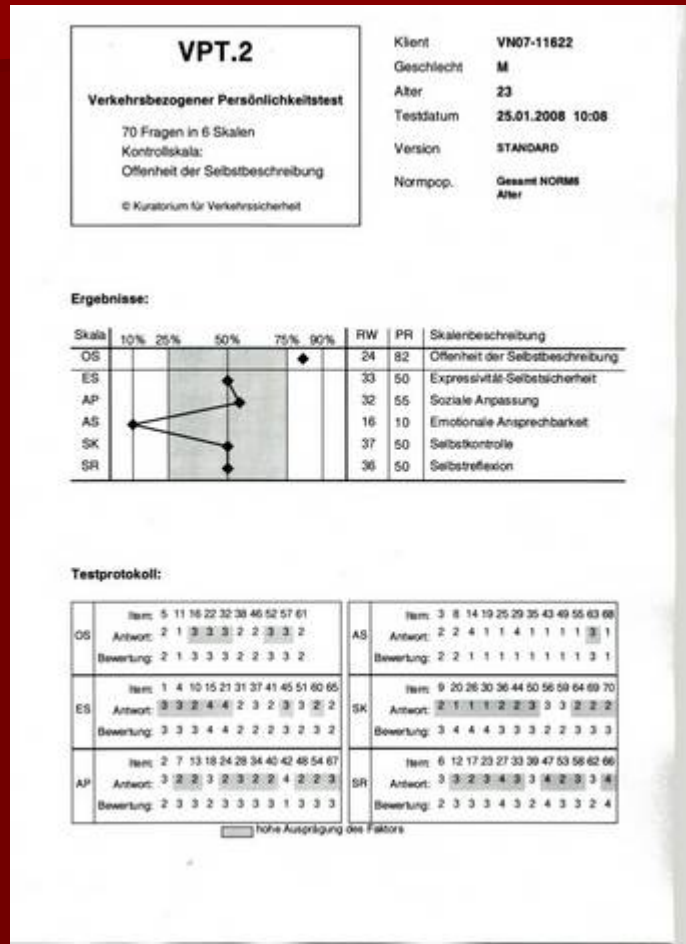 VPT.2
Verkehrsbezogener Persönlichkeitstest
70 Fragen in 6 Skalen
Kontrollskala:
Offenheit der Selbstbeschreibung
© Kuratorium für Verkehrssicherheit
Klient VN07-11622
Geschlecht M
Alter 23
Testdatum 25.01.2008 10:08
Version STANDARD
Normpop. Gesamt NORM8
Alter
Ergebnisse:
Skala 10% 25% 50% 75% 90% RW PR Skalenbeschreibung
OS 24 82 Offenheit der Selbstbeschreibung
ES 33 50 Expressivität-Selbstsicherheit
AP 32 55 Soziale Anpassung
AS 16 10 Emotionale Ansprechbarkeit
SK 37 50 Selbstkontrolle
SR 36 50 Selbstreflexion
Testprotokoll:
OS
Item: 5 11 16 22 32 38 46 52 57 61
Antwort: 2 1 3 3 3 2 2 3 3 2
Bewertung: 2 1 3 3 3 2 2 3 3 2
AS
Item: 3 8 14 19 25 29 35 43 49 55 63 68
Antwort: 2 2 4 1 1 4 1 1 1 1 3 1
Bewertung: 2 2 1 1 1 1 1 1 1 1 3 1
ES
Item: 1 4 10 15 21 31 37 41 45 51 60 65
Antwort: 3 3 2 4 4 2 3 2 3 3 2 2
Bewertung: 3 3 3 4 4 2 2 2 3 2 3 2
SK
Item: 9 20 26 30 36 44 50 56 59 64 69 70
Antwort: 2 1 1 1 2 2 3 3 3 2 2 2
Bewertung: 3 4 4 4 3 3 2 2 3 3 3 3
AP
Item: 2 7 13 18 24 28 34 40 42 48 54 67
Antwort: 3 2 2 3 2 3 2 2 4 2 2 3
Bewertung: 2 3 3 2 3 3 3 3 1 3 3 3
SR
Item: 6 12 17 23 27 33 39 47 53 58 62 66
Antwort: 3 3 2 3 4 3 3 4 2 3 3 4
Bewertung: 2 3 3 3 4 3 2 4 3 3 2 4
hohe Ausprägung des Faktors